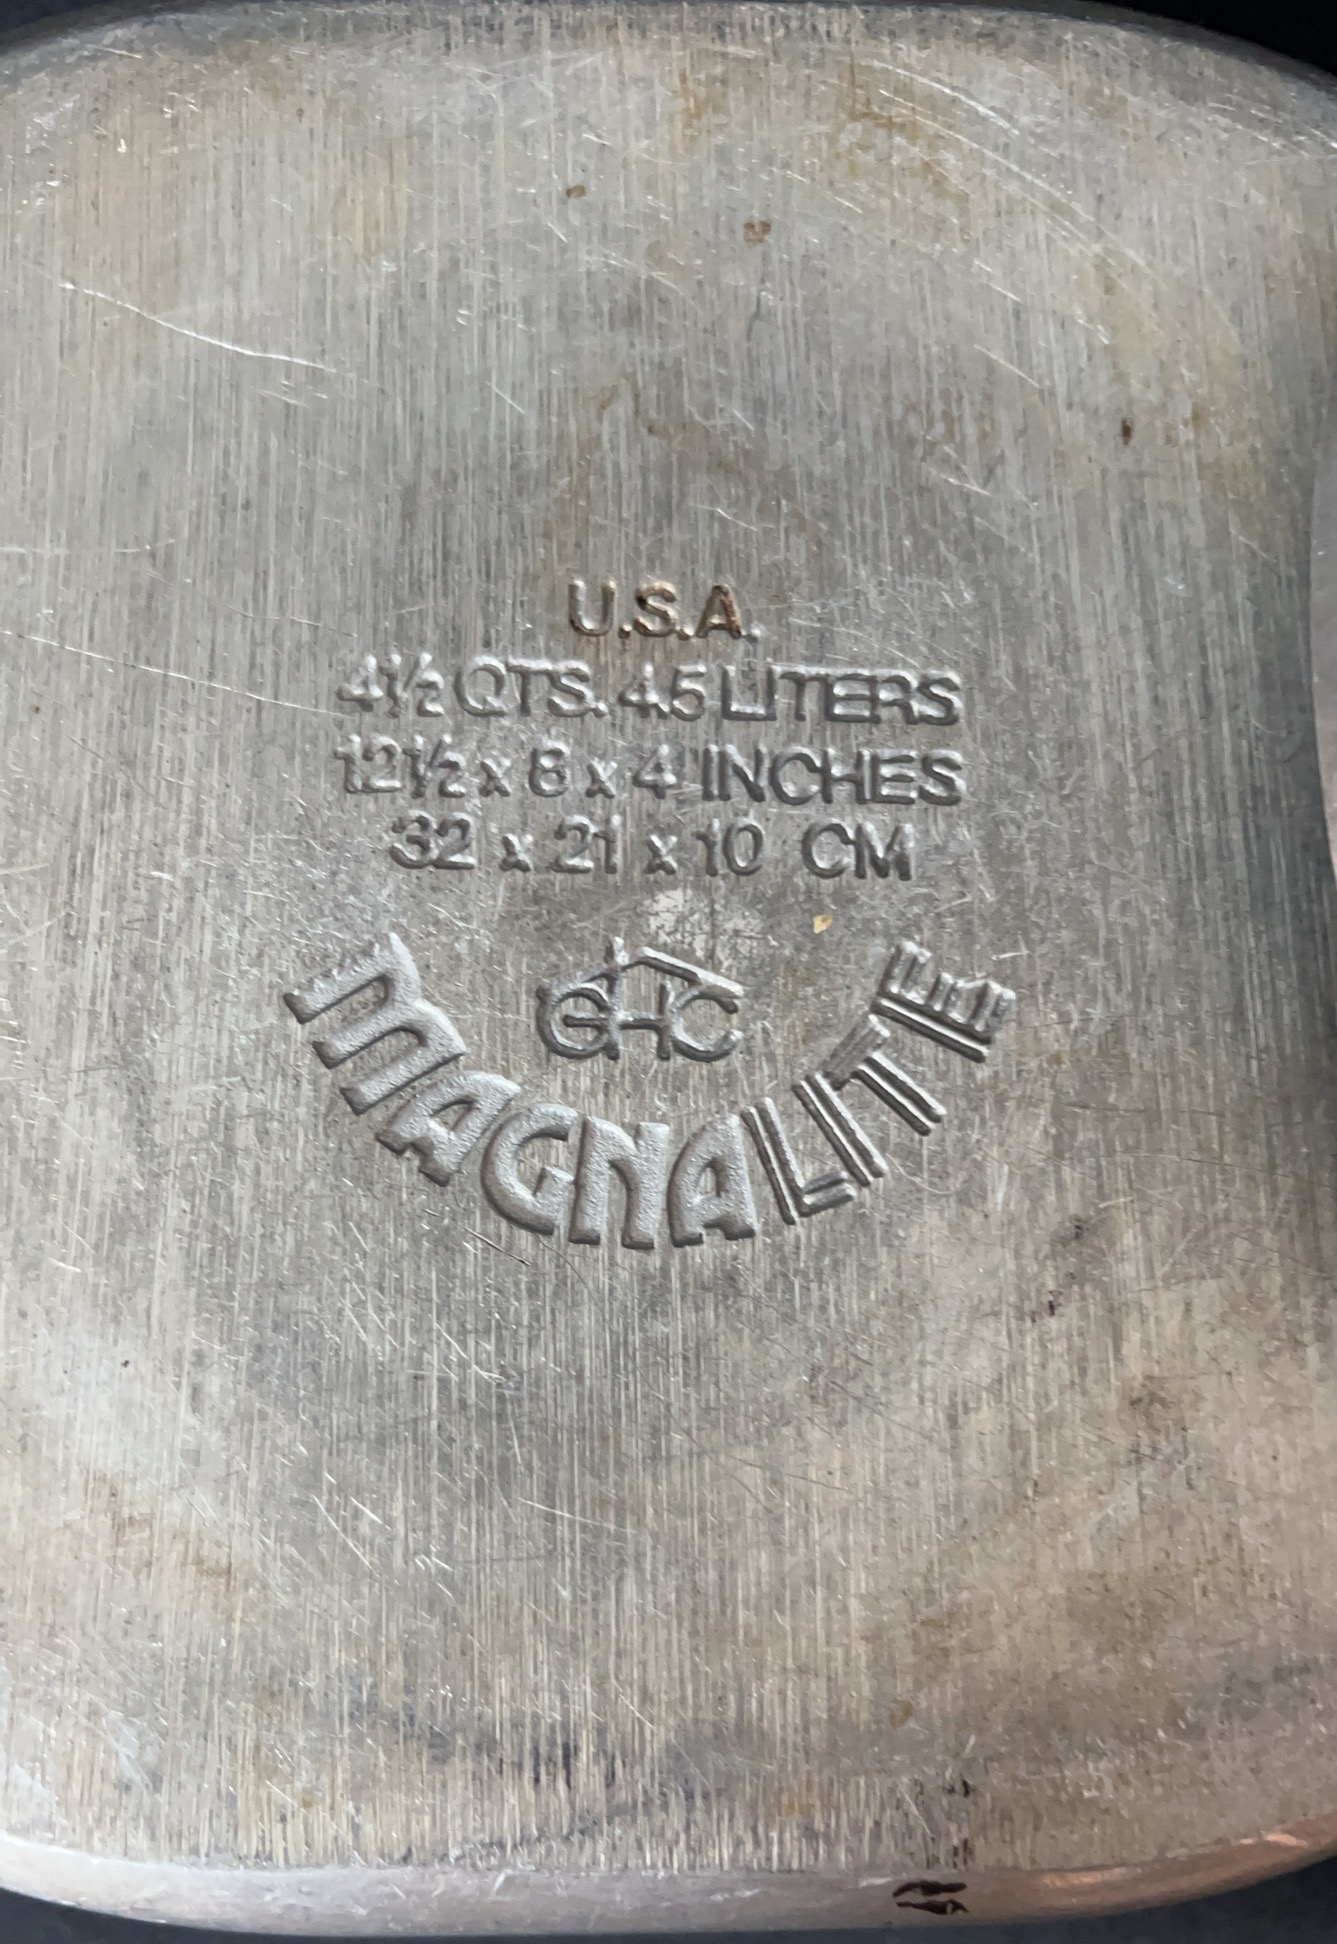 U.S.A.
4½ QTS. 4.5 LITERS
12½ x 8 x 4 INCHES
32 x 21 x 10 CM
GHC
MAGNALITE